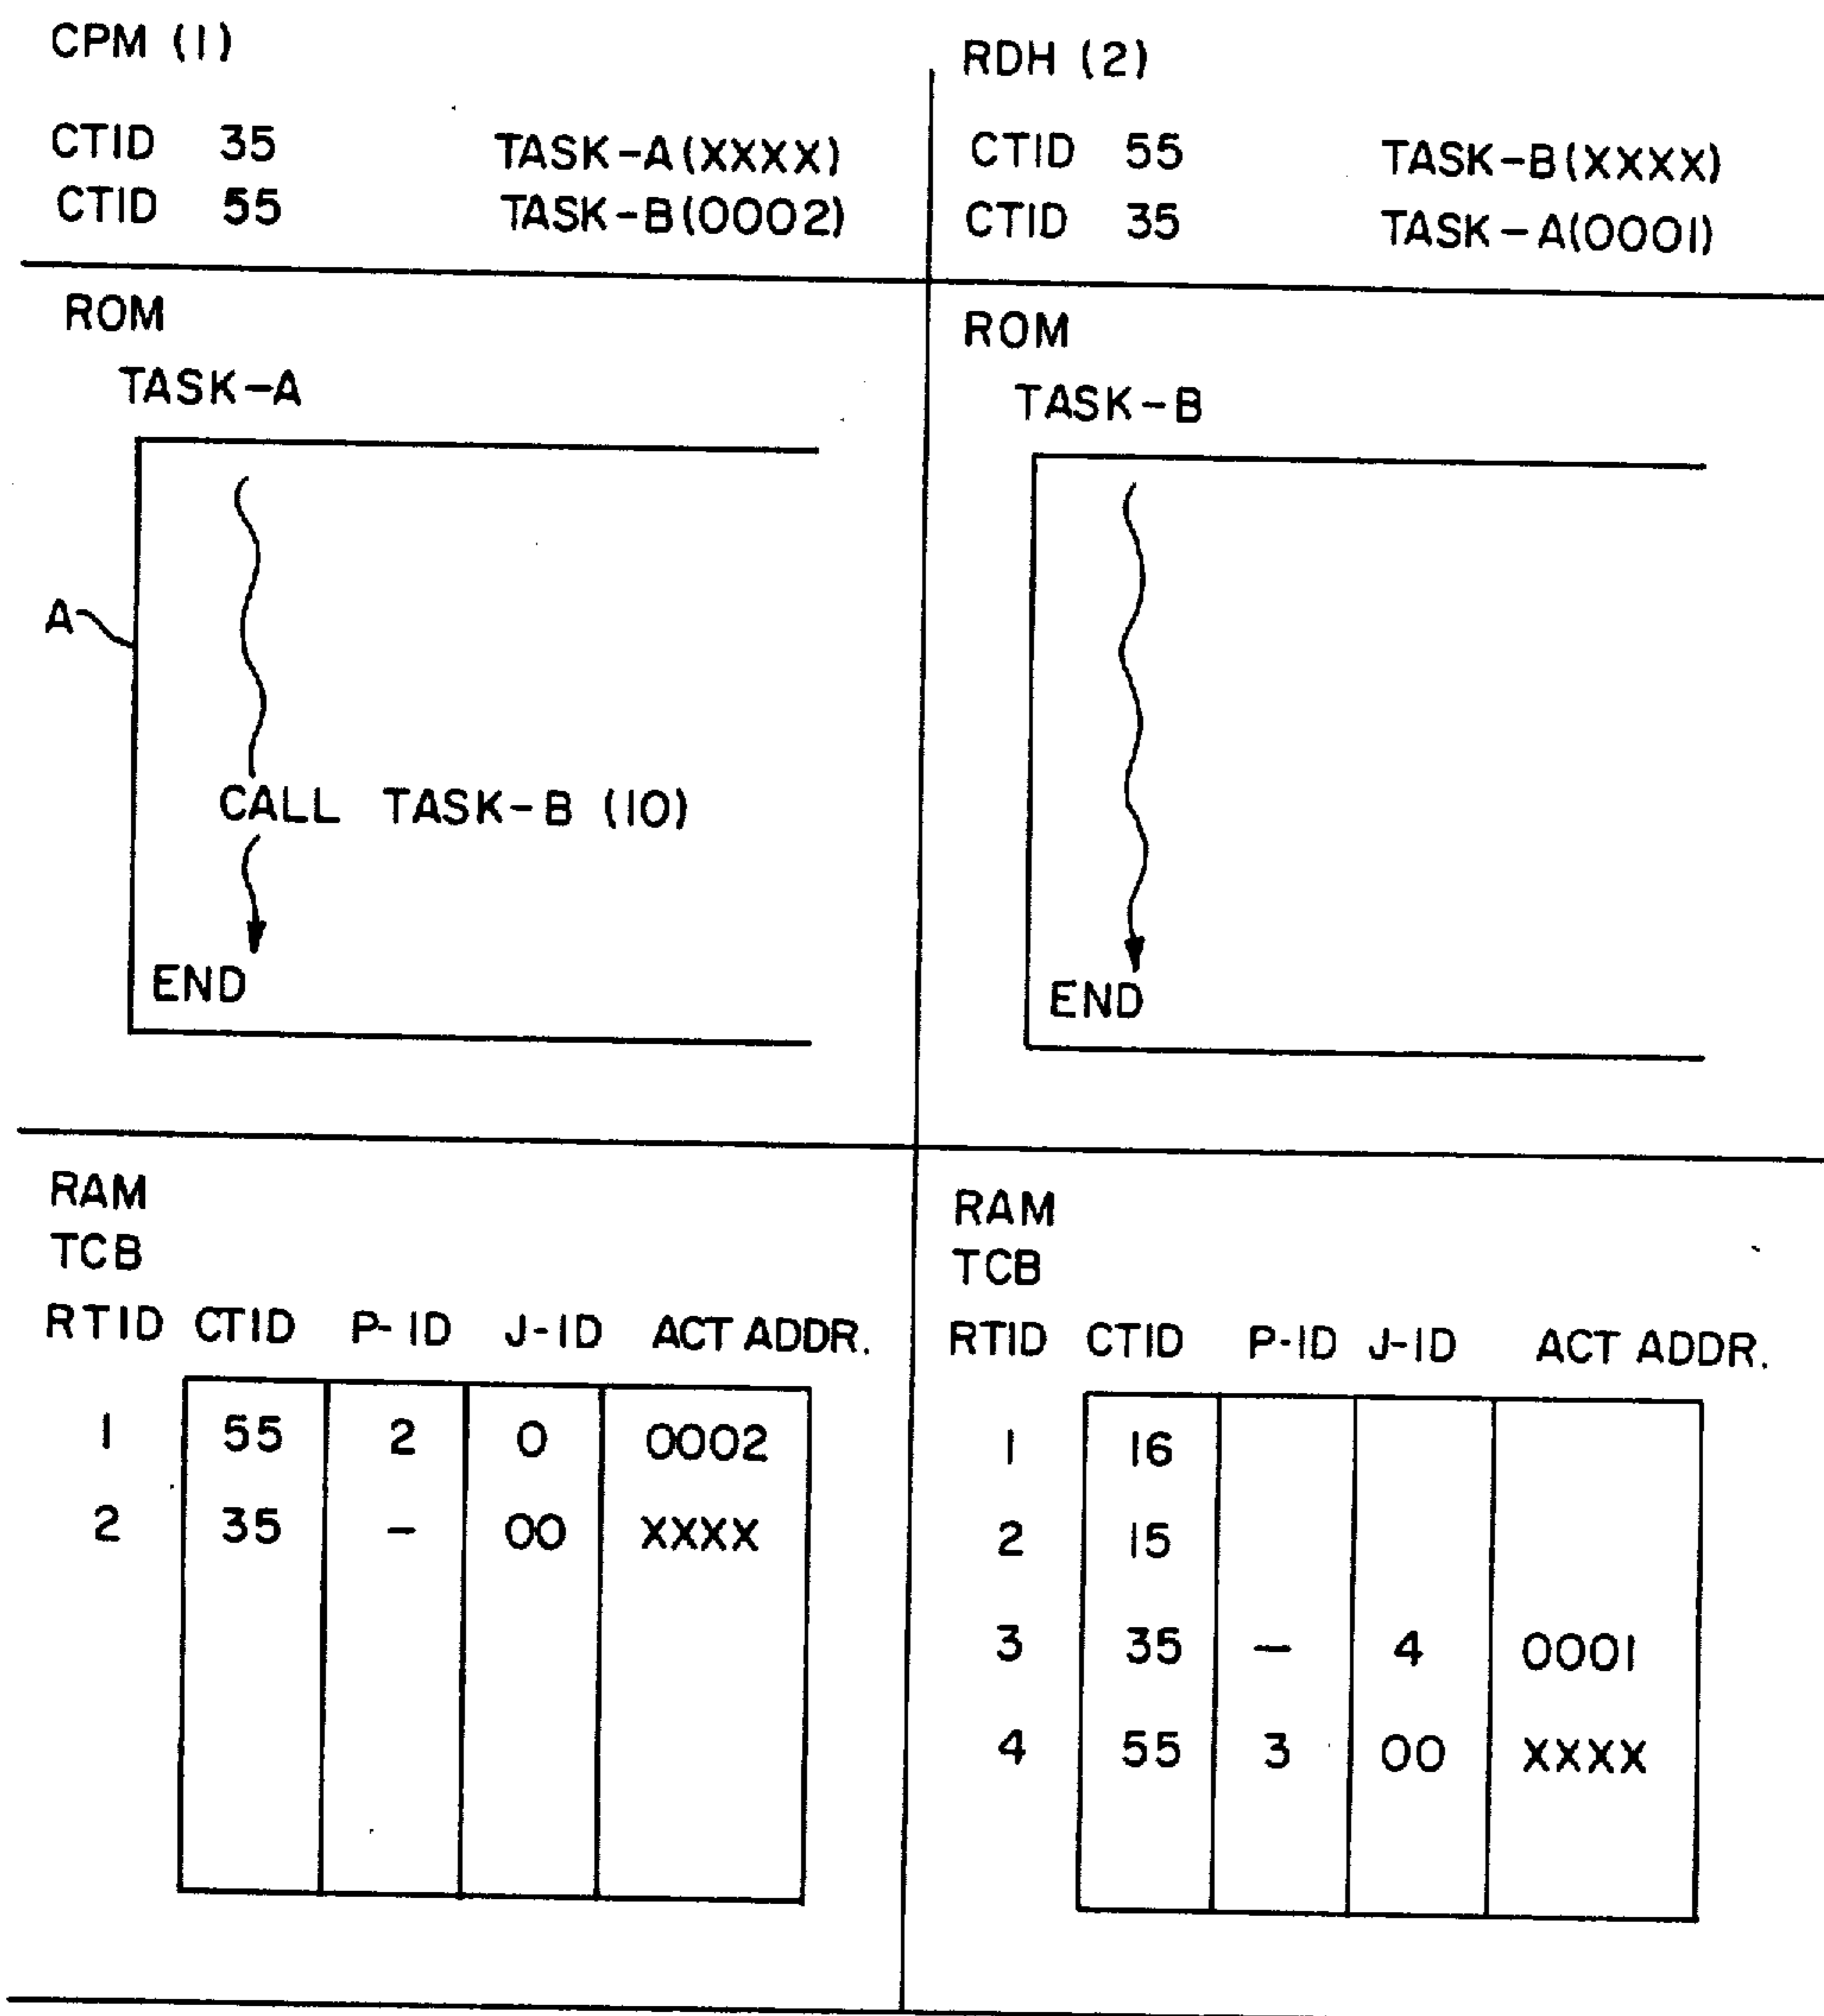 CPM (1)
CTID 35 TASK-A(XXXX)
CTID 55 TASK-B(0002)
RDH (2)
CTID 55 TASK-B(XXXX)
CTID 35 TASK-A(0001)
ROM
TASK-A
A
CALL TASK-B (10)
END
ROM
TASK-B
END
RAM
TCB
RTID CTID P-ID J-ID ACT ADDR.
1 55 2 0 0002
2 35 - 00 XXXX
RAM
TCB
RTID CTID P-ID J-ID ACT ADDR.
1 16
2 15
3 35 - 4 0001
4 55 3 00 XXXX